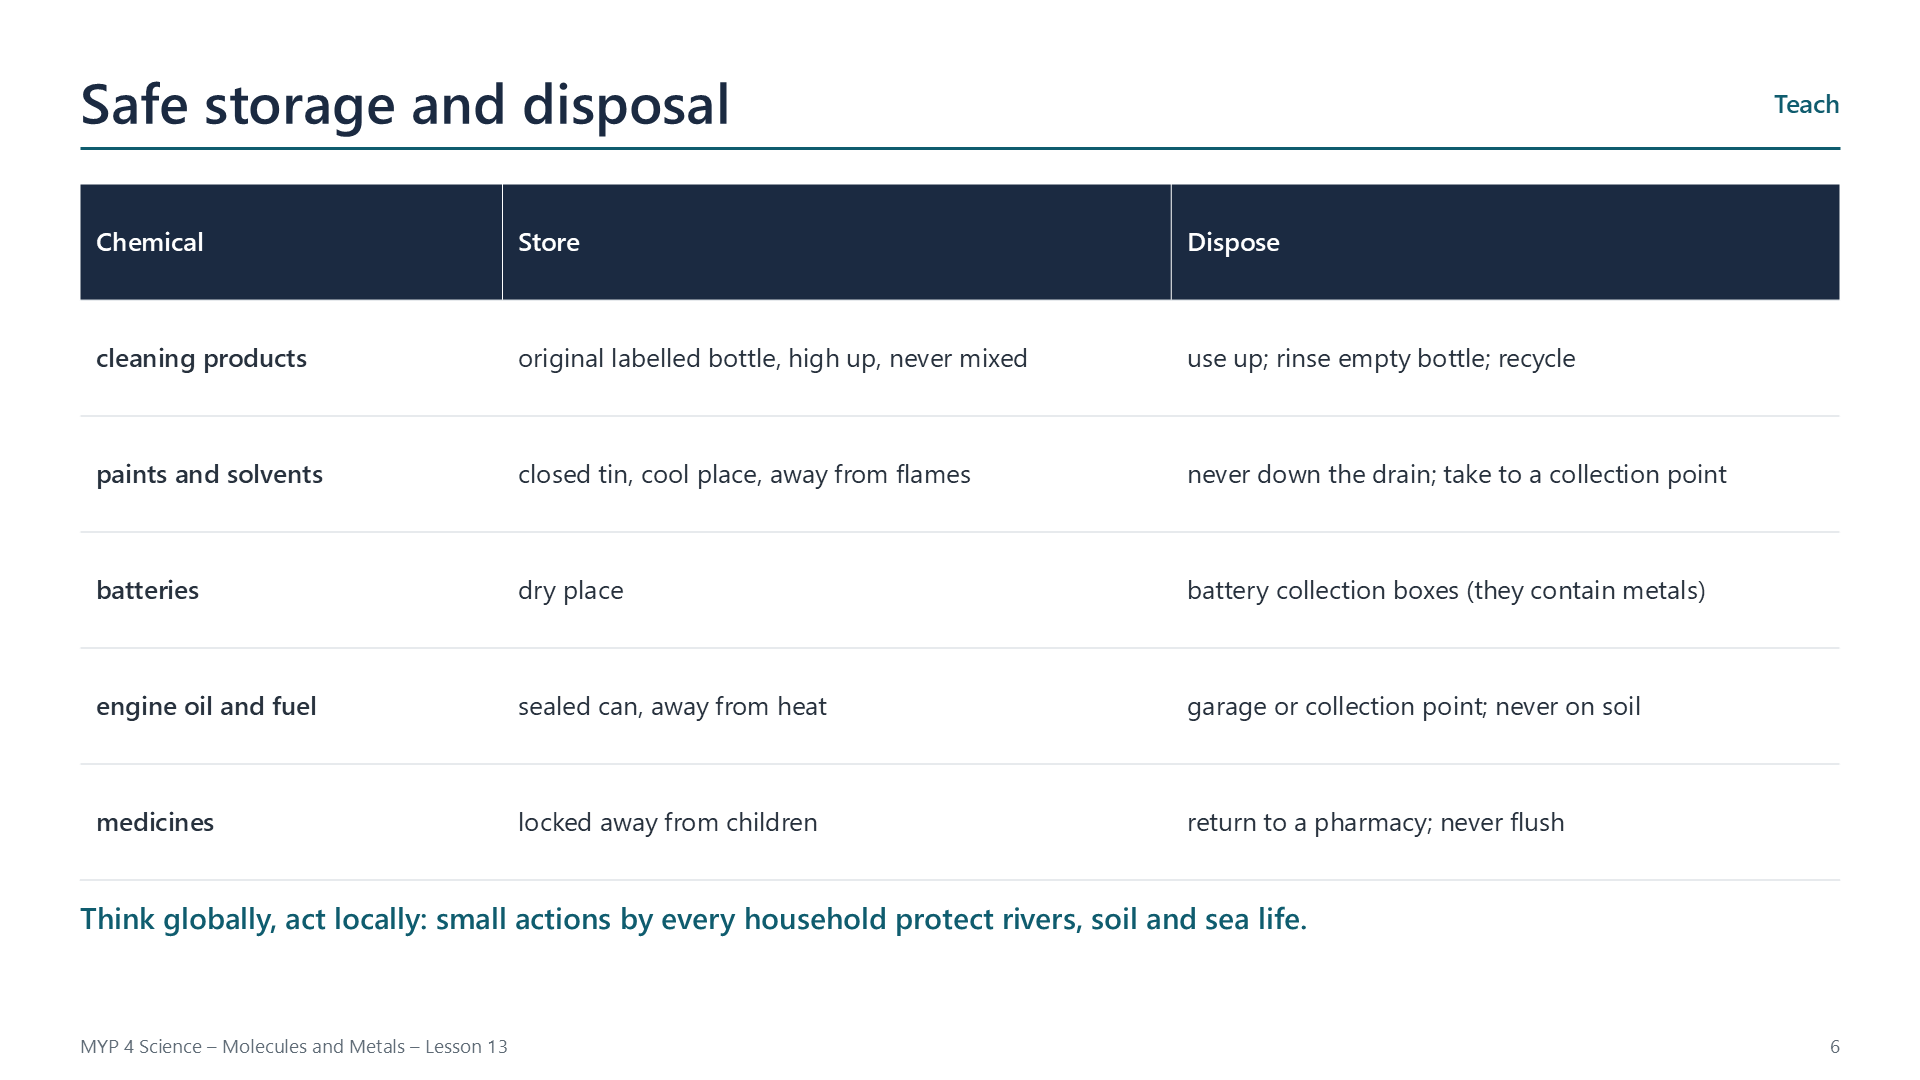 Safe storage and disposal
Teach
Chemical Store Dispose
cleaning products original labelled bottle, high up, never mixed use up; rinse empty bottle; recycle
paints and solvents closed tin, cool place, away from flames never down the drain; take to a collection point
batteries dry place battery collection boxes (they contain metals)
engine oil and fuel sealed can, away from heat garage or collection point; never on soil
medicines locked away from children return to a pharmacy; never flush
Think globally, act locally: small actions by every household protect rivers, soil and sea life.
MYP 4 Science – Molecules and Metals – Lesson 13
6